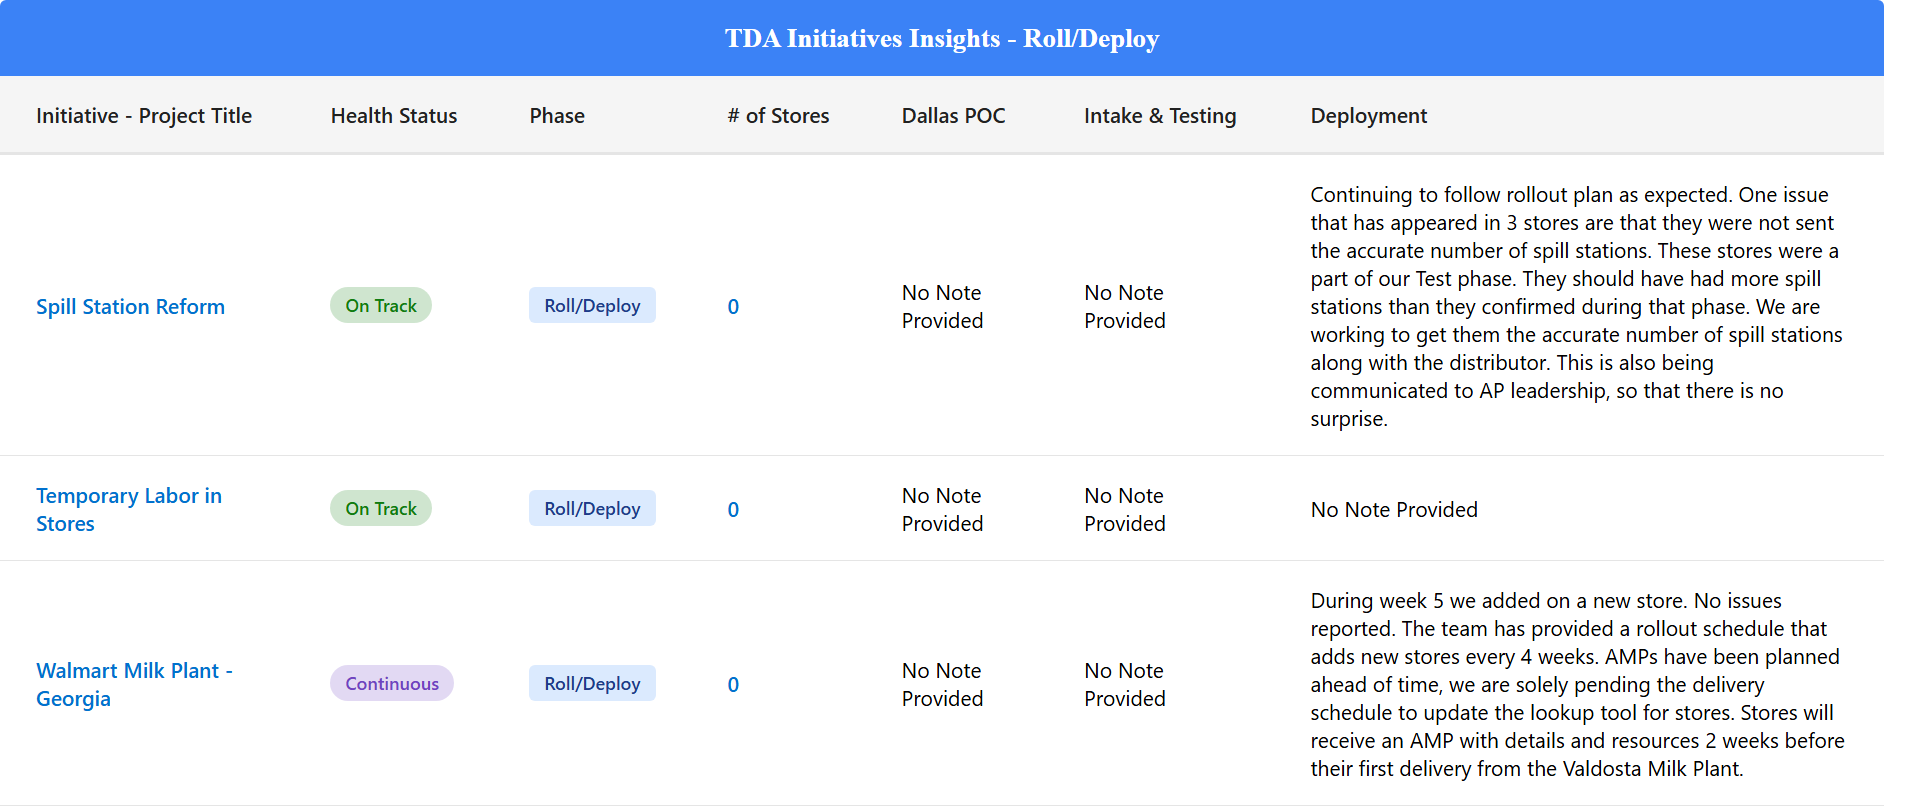 TDA Initiatives Insights - Roll/Deploy
Initiative - Project Title
Health Status
Phase
# of Stores
Dallas POC
Intake & Testing
Deployment
Spill Station Reform
On Track
Roll/Deploy
0
No Note
Provided
No Note
Provided
Continuing to follow rollout plan as expected. One issue
that has appeared in 3 stores are that they were not sent
the accurate number of spill stations. These stores were a
part of our Test phase. They should have had more spill
stations than they confirmed during that phase. We are
working to get them the accurate number of spill stations
along with the distributor. This is also being
communicated to AP leadership, so that there is no
surprise.
Temporary Labor in
Stores
On Track
Roll/Deploy
0
No Note
Provided
No Note
Provided
No Note Provided
Walmart Milk Plant -
Georgia
Continuous
Roll/Deploy
0
No Note
Provided
No Note
Provided
During week 5 we added on a new store. No issues
reported. The team has provided a rollout schedule that
adds new stores every 4 weeks. AMPs have been planned
ahead of time, we are solely pending the delivery
schedule to update the lookup tool for stores. Stores will
receive an AMP with details and resources 2 weeks before
their first delivery from the Valdosta Milk Plant.